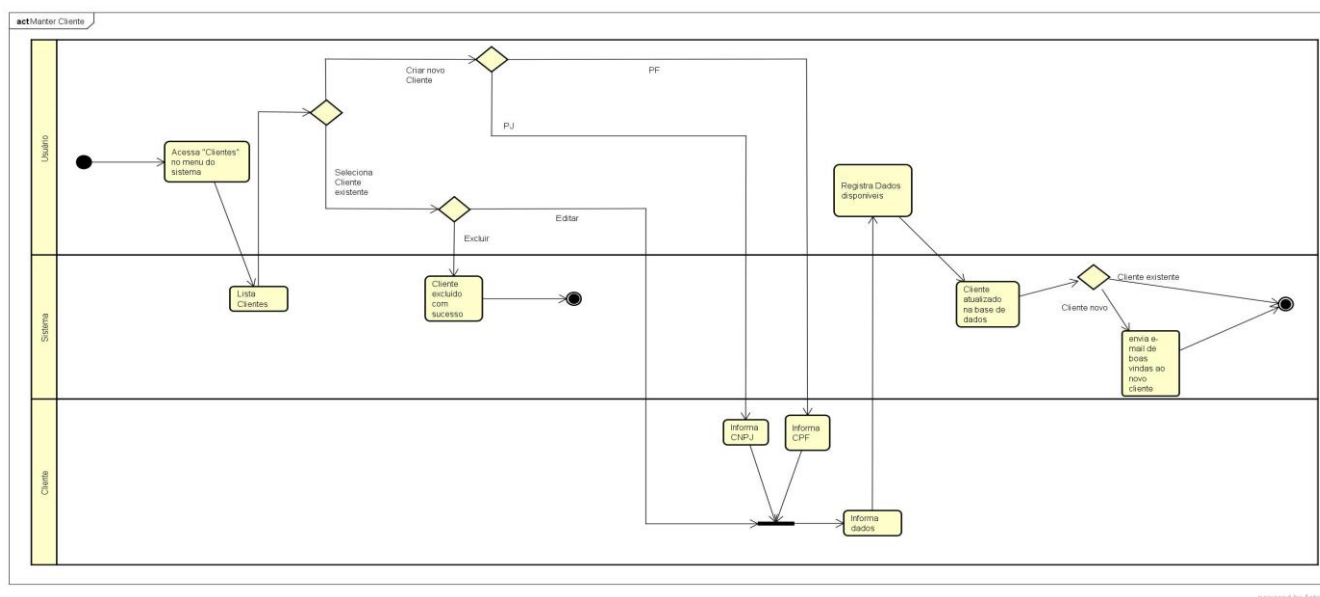 act Manter Cliente
Usuário
Acessa "Clientes"
no menu do
sistema
Criar novo
Cliente
PF
PJ
Seleciona
Cliente
existente
Editar
Excluir
Registra Dados
disponíveis
Sistema
Lista
Clientes
Cliente
excluído
com
sucesso
Cliente
atualizado
na base de
dados
Cliente existente
Cliente novo
envia e-
mail de
boas
vindas ao
novo
cliente
Cliente
Informa
CNPJ
Informa
CPF
Informa
dados